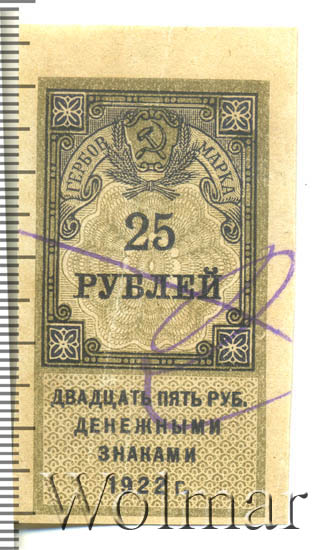 ГЕРБОВ. МАРКА
25
РУБЛЕЙ
ДВАДЦАТЬ ПЯТЬ РУБ.
ДЕНЕЖНЫМИ
ЗНАКАМИ
1922 г.
Wolmar